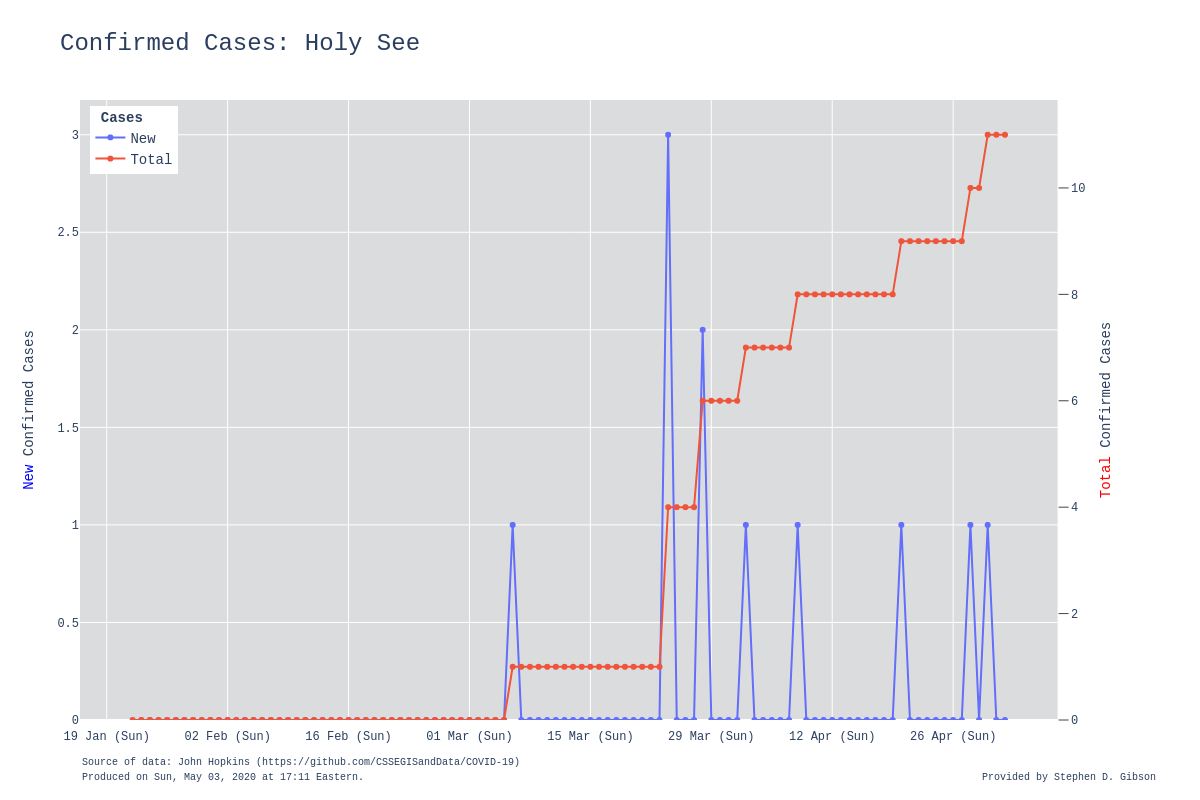 Confirmed Cases: Holy See
Cases
New
Total
3
2.5
2
1.5
1
0.5
0
New Confirmed Cases
10
8
6
4
2
0
Total Confirmed Cases
19 Jan (Sun) 02 Feb (Sun) 16 Feb (Sun) 01 Mar (Sun) 15 Mar (Sun) 29 Mar (Sun) 12 Apr (Sun) 26 Apr (Sun)
Source of data: John Hopkins (https://github.com/CSSEGISandData/COVID-19)
Produced on Sun, May 03, 2020 at 17:11 Eastern.
Provided by Stephen D. Gibson